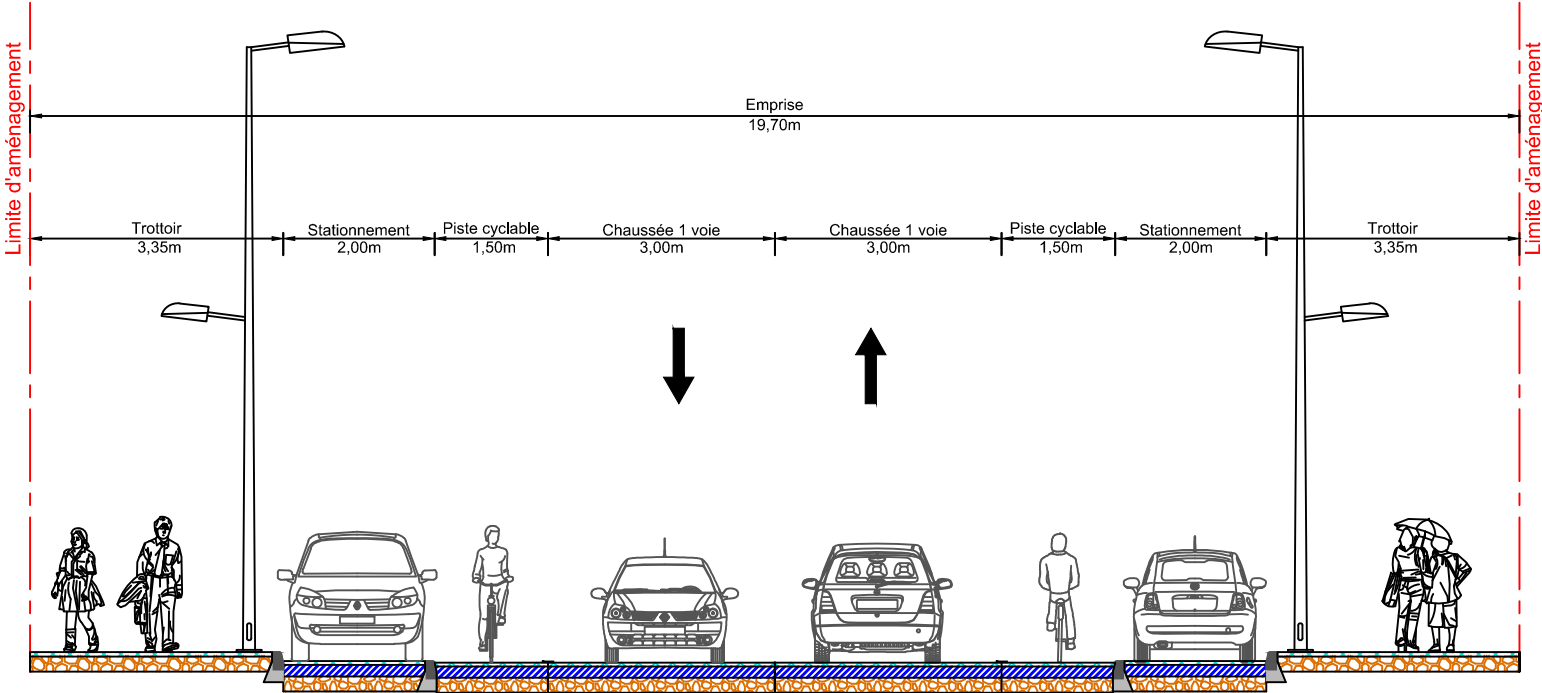 Limite d'aménagement
Emprise
19,70m
Limite d'aménagement
Trottoir
3,35m
Stationnement
2,00m
Piste cyclable
1,50m
Chaussée 1 voie
3,00m
Chaussée 1 voie
3,00m
Piste cyclable
1,50m
Stationnement
2,00m
Trottoir
3,35m